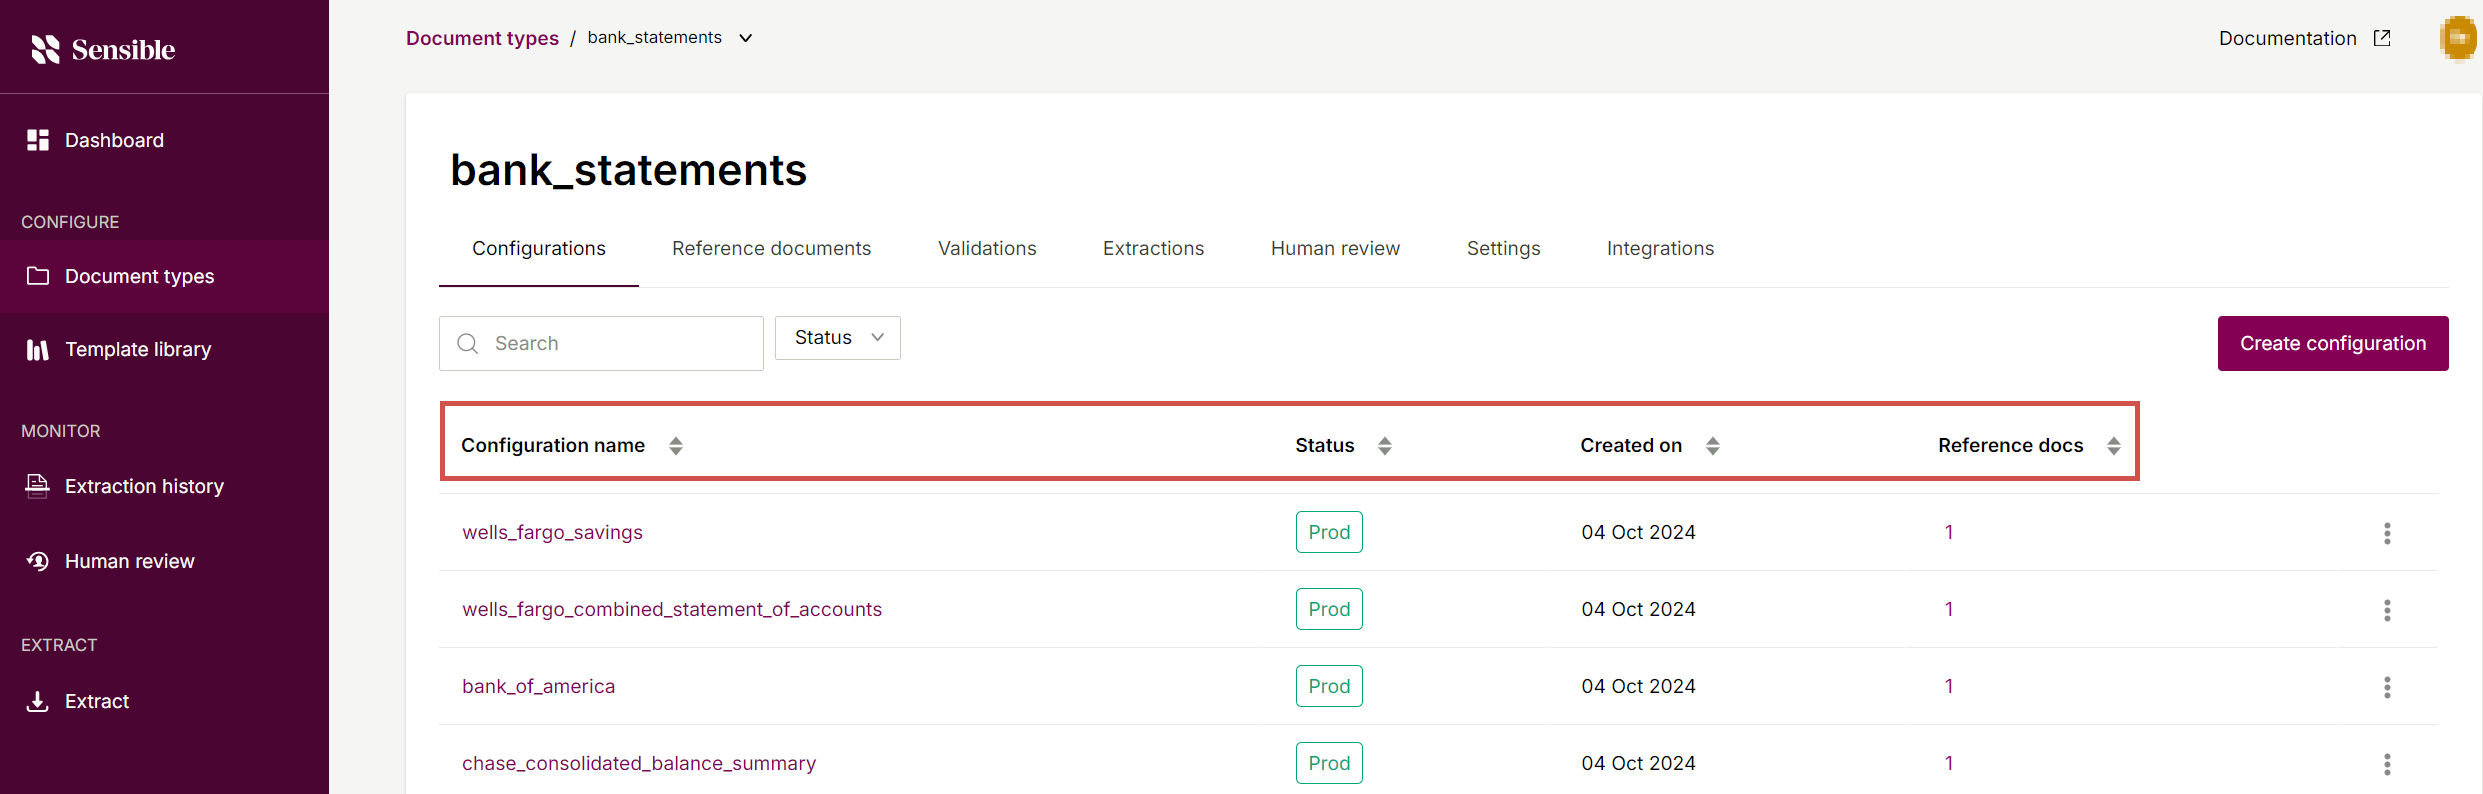 Sensible
Document types / bank_statements
Documentation
Dashboard
CONFIGURE
Document types
Template library
MONITOR
Extraction history
Human review
EXTRACT
Extract
bank_statements
Configurations Reference documents Validations Extractions Human review Settings Integrations
Search Status Create configuration
Configuration name Status Created on Reference docs
wells_fargo_savings Prod 04 Oct 2024 1
wells_fargo_combined_statement_of_accounts Prod 04 Oct 2024 1
bank_of_america Prod 04 Oct 2024 1
chase_consolidated_balance_summary Prod 04 Oct 2024 1